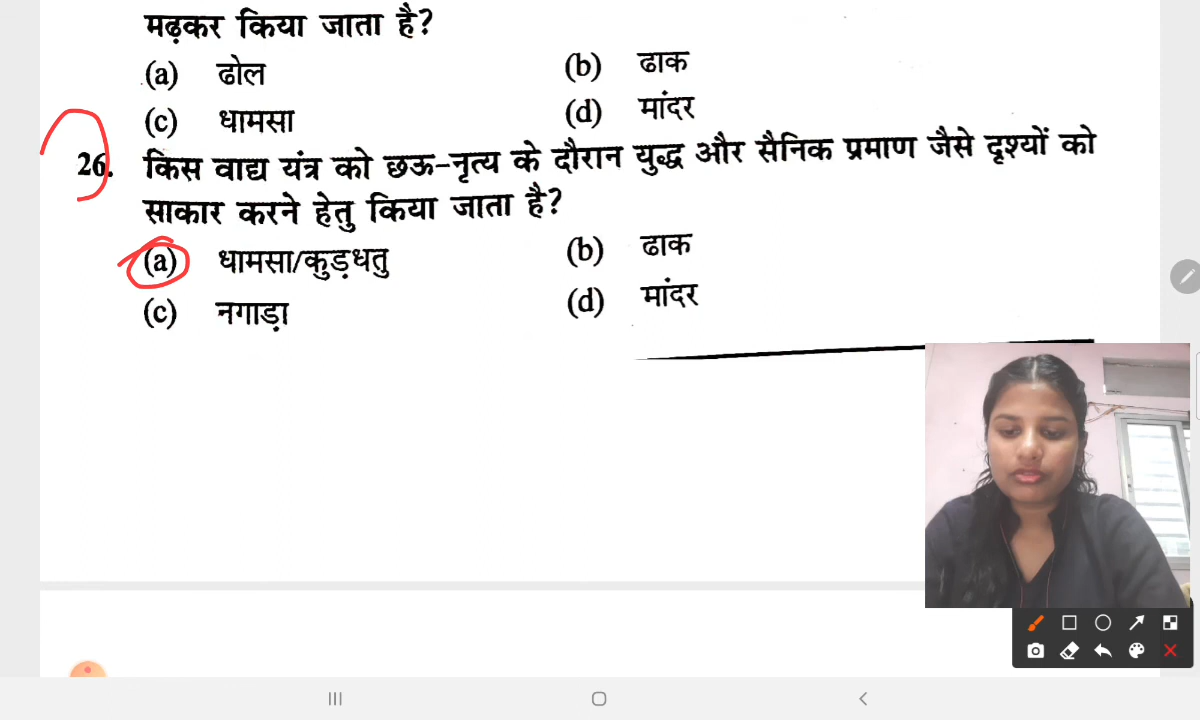 मढ़कर किया जाता है?
(a) ढोल (b) ढाक
(c) धामसा (d) मांदर
26. किस वाद्य यंत्र को छऊ-नृत्य के दौरान युद्ध और सैनिक प्रमाण जैसे दृश्यों को
साकार करने हेतु किया जाता है?
(a) धामसा/कुड़धतु (b) ढाक
(c) नगाड़ा (d) मांदर